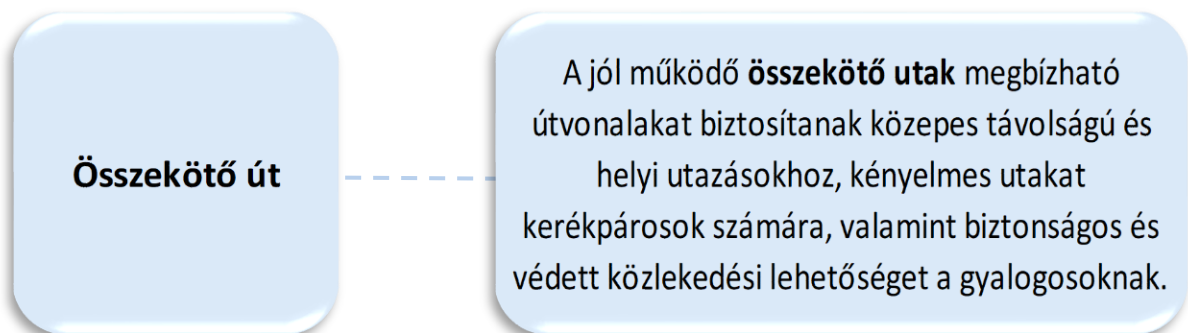 Összekötő út
A jól működő összekötő utak megbízható
útvonalakat biztosítanak közepes távolságú és
helyi utazásokhoz, kényelmes utakat
kerékpárosok számára, valamint biztonságos és
védett közlekedési lehetőséget a gyalogosoknak.